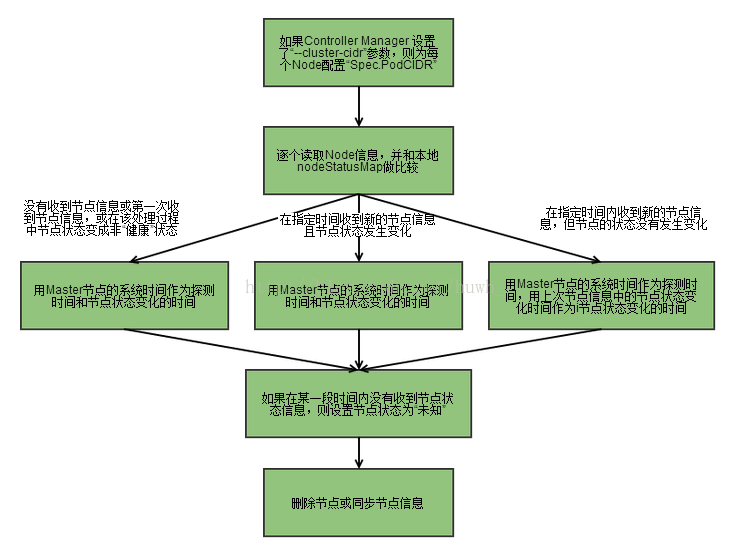 如果Controller Manager 设置
了“--cluster-cidr”参数，则为每
个Node配置“Spec.PodCIDR”
逐个读取Node信息，并和本地
nodeStatusMap做比较
没有收到节点信息或第一次收
到节点信息，或在该处理过程
中节点状态变成非“健康”状态
在指定时间收到新的节点信息
且节点状态发生变化
在指定时间内收到新的节点信
息，但节点的状态没有发生变化
用Master节点的系统时间作为探测
时间和节点状态变化的时间
用Master节点的系统时间作为探测
时间和节点状态变化的时间
用Master节点的系统时间作为探测时
间，用上次节点信息中的节点状态变
化时间作为i节点状态变化的时间
如果在某一段时间内没有收到节点状
态信息，则设置节点状态为“未知”
删除节点或同步节点信息